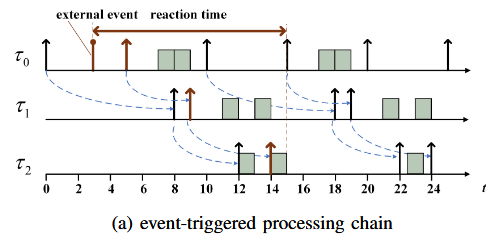 external event reaction time
τ0
τ1
τ2
0 2 4 6 8 10 12 14 16 18 20 22 24 t
(a) event-triggered processing chain